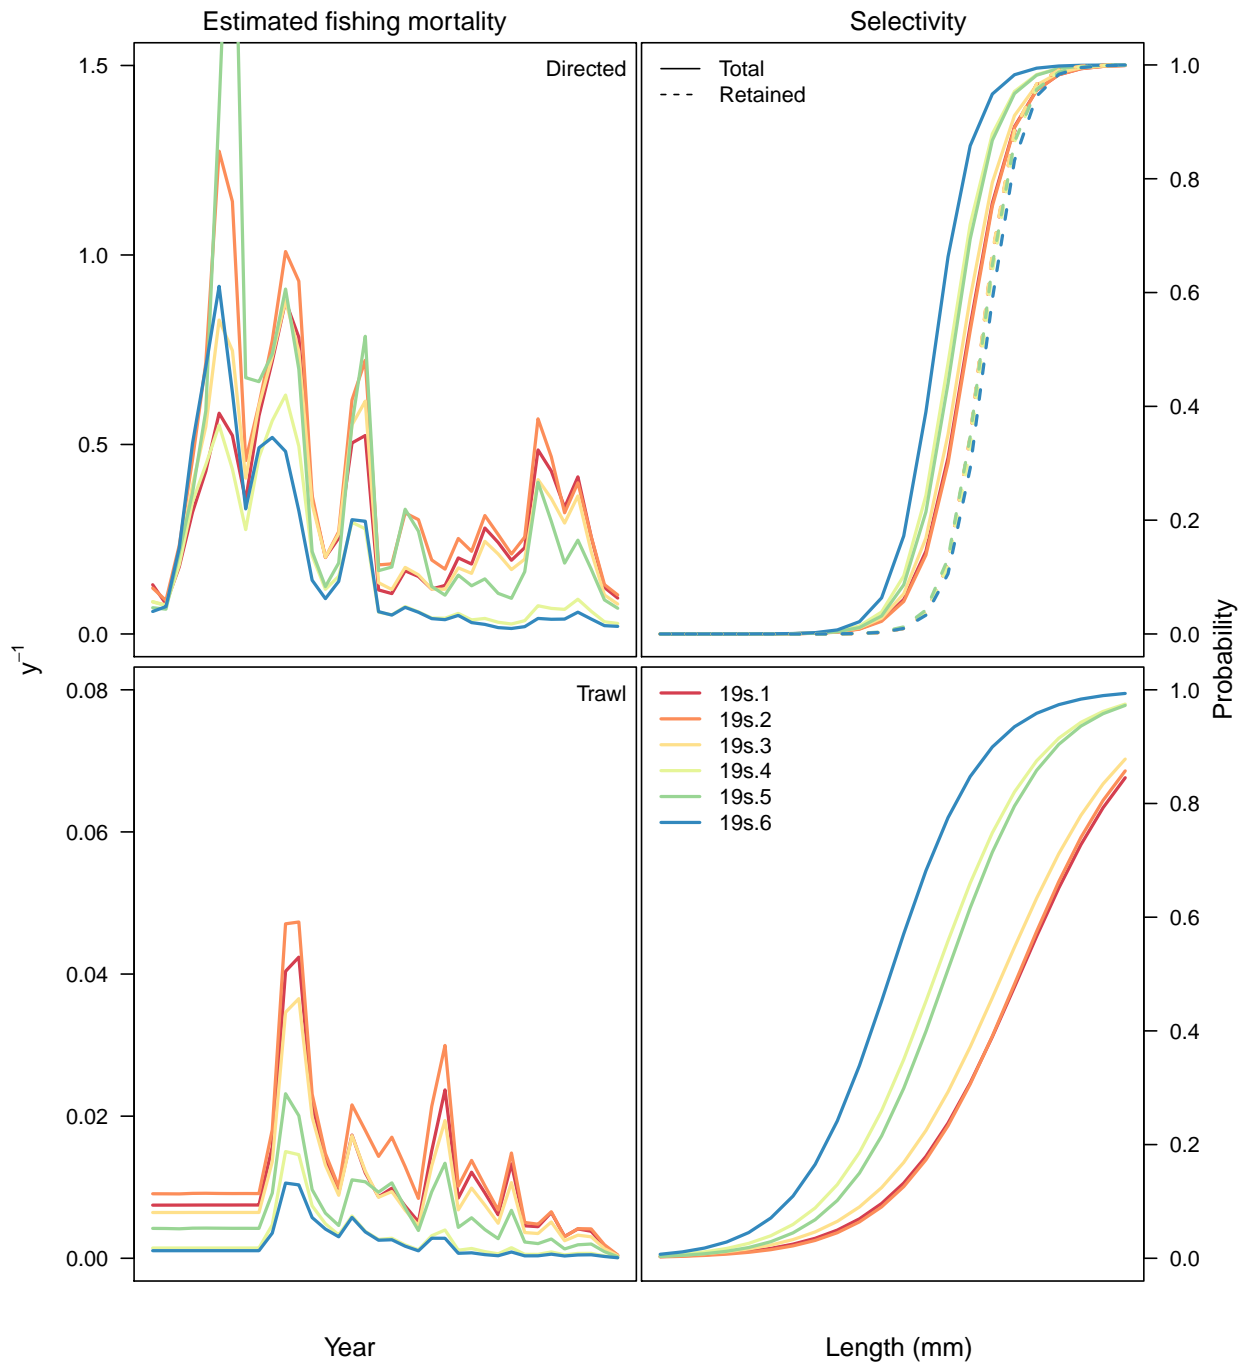 Estimated fishing mortality
Selectivity
Directed
Total
Retained
1.5
1.0
0.5
0.0
1.0
0.8
0.6
0.4
0.2
0.0
y⁻¹
Probability
Trawl
19s.1
19s.2
19s.3
19s.4
19s.5
19s.6
0.08
0.06
0.04
0.02
0.00
1.0
0.8
0.6
0.4
0.2
0.0
Year
Length (mm)